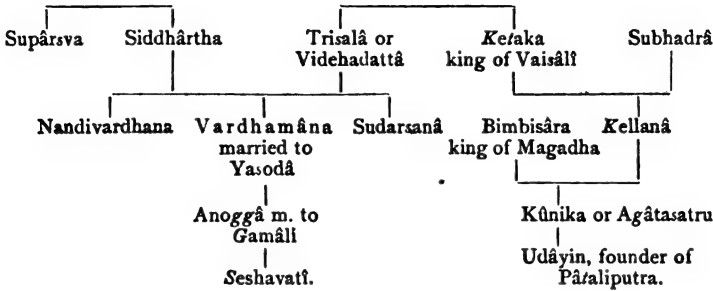 Supârsva Siddhârtha Trisalâ or Ketaka Subhadrâ
Videhadattâ king of Vaisâlî
Nandivardhana Vardhamâna Sudarsanâ Bimbisâra Kellanâ
married to king of Magadha
Yasodâ
Anoggâ m. to Kûnika or Agâtasatru
Gamâli
Udâyin, founder of
Seshavatî. Pâtaliputra.